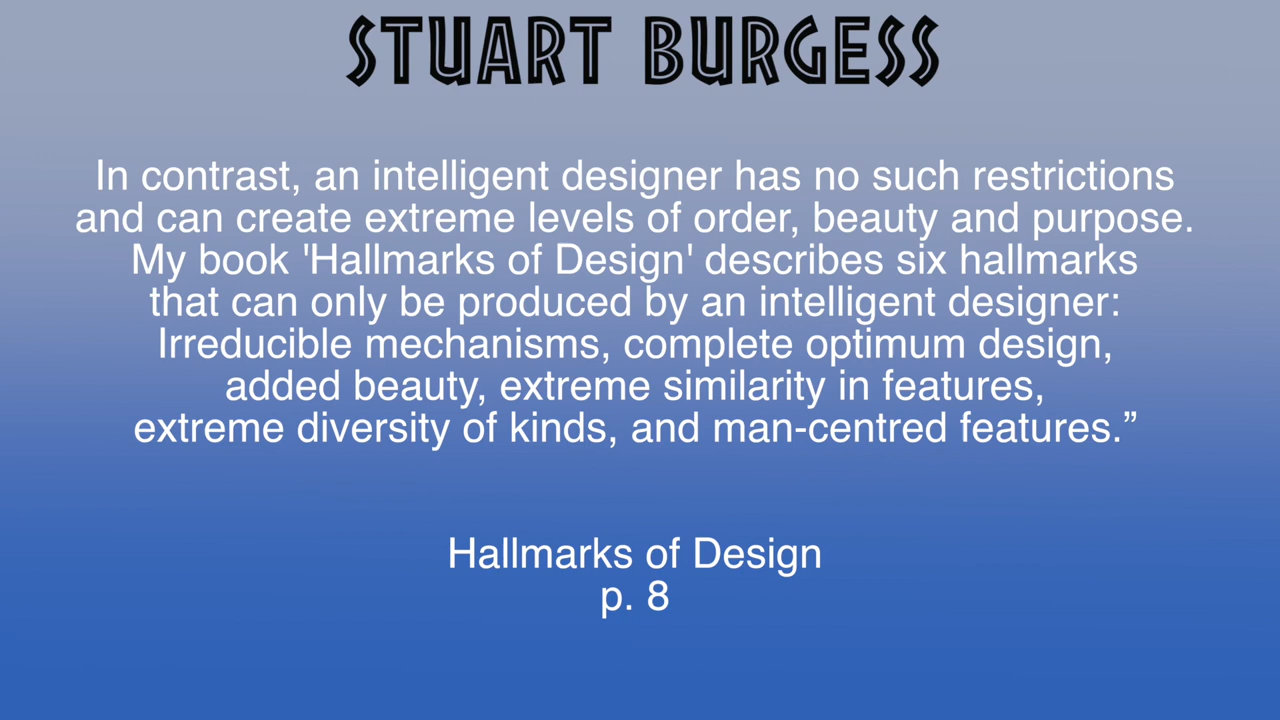 STUART BURGESS
In contrast, an intelligent designer has no such restrictions
and can create extreme levels of order, beauty and purpose.
My book 'Hallmarks of Design' describes six hallmarks
that can only be produced by an intelligent designer:
Irreducible mechanisms, complete optimum design,
added beauty, extreme similarity in features,
extreme diversity of kinds, and man-centred features.”
Hallmarks of Design
p. 8